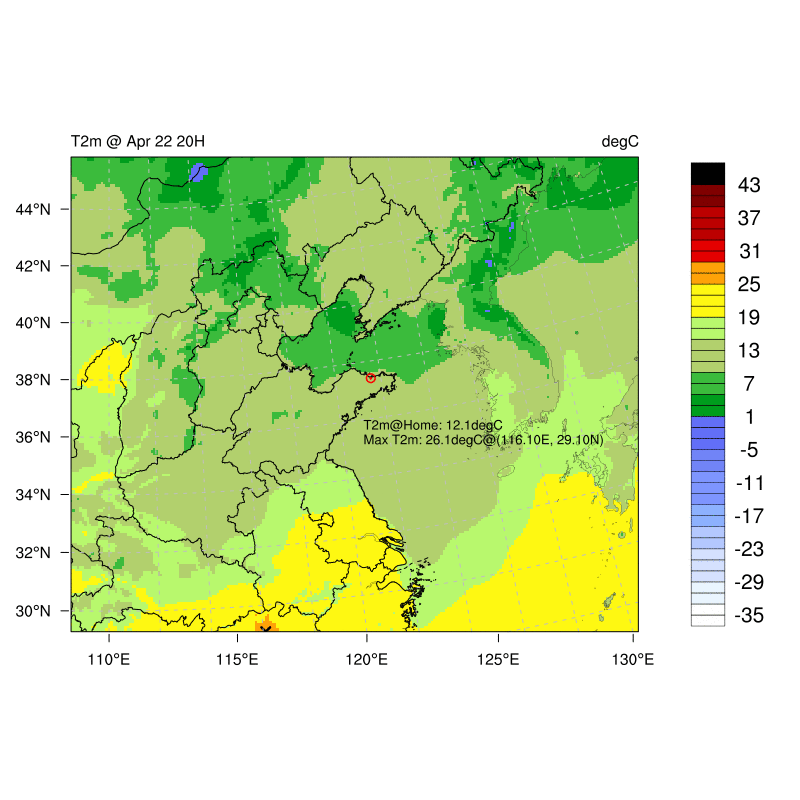 T2m @ Apr 22 20H
degC
44°N
42°N
40°N
38°N
36°N
34°N
32°N
30°N
110°E
115°E
120°E
125°E
130°E
T2m@Home: 12.1degC
Max T2m: 26.1degC@(116.10E, 29.10N)
43
37
31
25
19
13
7
1
-5
-11
-17
-23
-29
-35